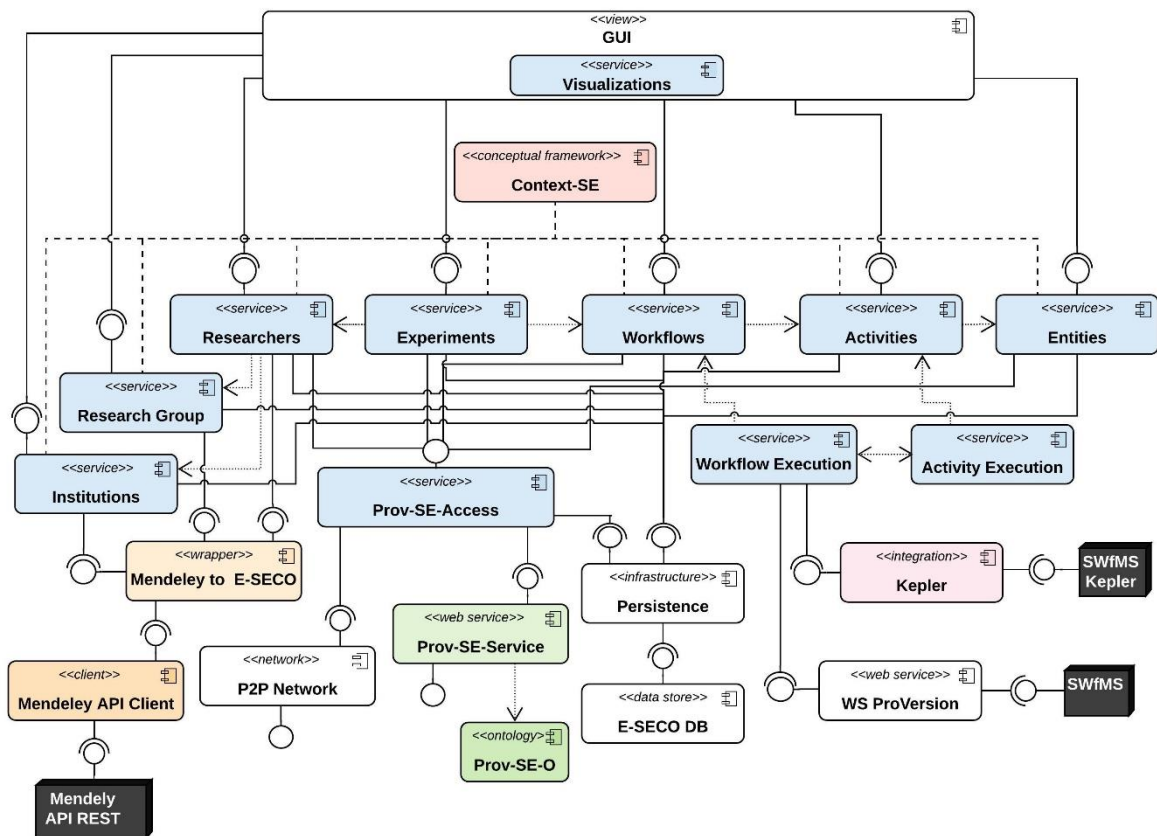 <<view>>
GUI
<<service>>
Visualizations
<<conceptual framework>>
Context-SE
<<service>>
Researchers
<<service>>
Experiments
<<service>>
Workflows
<<service>>
Activities
<<service>>
Entities
<<service>>
Research Group
<<service>>
Institutions
<<service>>
Prov-SE-Access
<<service>>
Workflow Execution
<<service>>
Activity Execution
<<wrapper>>
Mendeley to E-SECO
<<infrastructure>>
Persistence
<<integration>>
Kepler
SWfMS
Kepler
<<web service>>
Prov-SE-Service
<<client>>
Mendeley API Client
<<network>>
P2P Network
<<data store>>
E-SECO DB
<<web service>>
WS ProVersion
SWfMS
<<ontology>
Prov-SE-O
Mendely
API REST